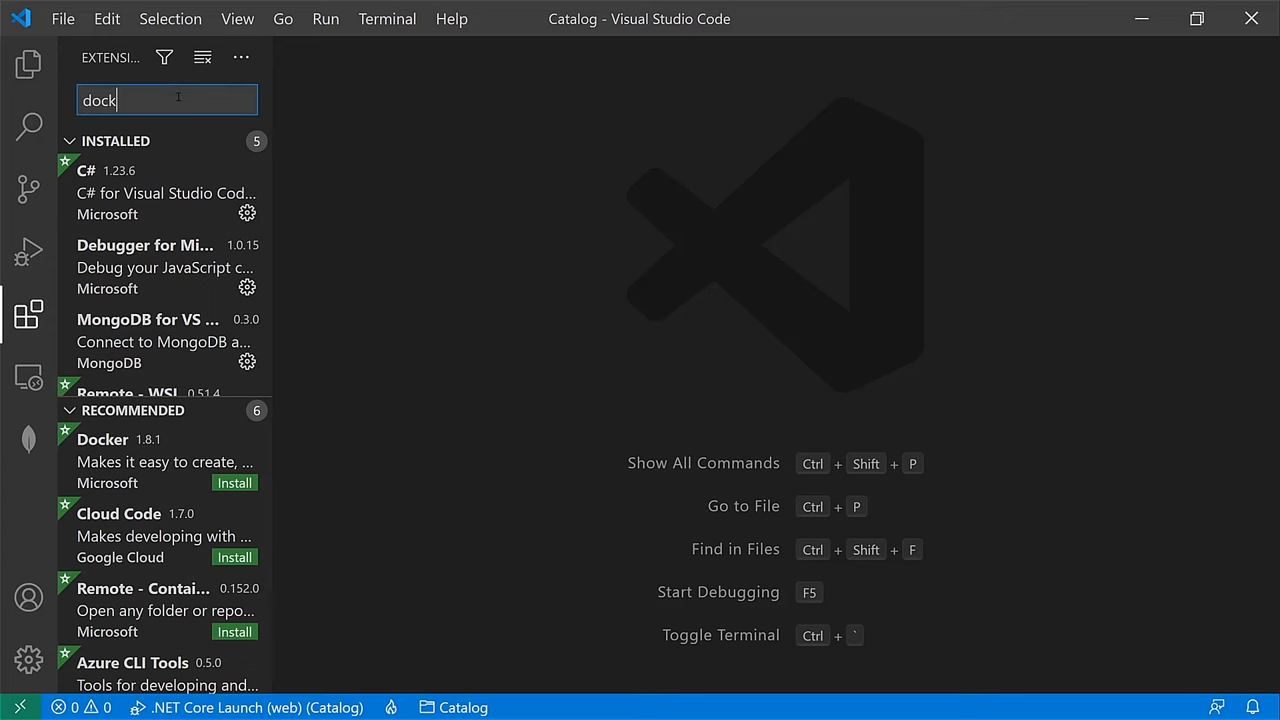 File Edit Selection View Go Run Terminal Help
Catalog - Visual Studio Code
EXTENSI...
dock
INSTALLED 5
C# 1.23.6
C# for Visual Studio Cod...
Microsoft
Debugger for Mi... 1.0.15
Debug your JavaScript c...
Microsoft
MongoDB for VS ... 0.3.0
Connect to MongoDB a...
MongoDB
Remote - WSL 0.51.4
RECOMMENDED 6
Docker 1.8.1
Makes it easy to create, ...
Microsoft Install
Cloud Code 1.7.0
Makes developing with ...
Google Cloud Install
Remote - Contai... 0.152.0
Open any folder or repo...
Microsoft Install
Azure CLI Tools 0.5.0
Tools for developing and...
Show All Commands Ctrl + Shift + P
Go to File Ctrl + P
Find in Files Ctrl + Shift + F
Start Debugging F5
Toggle Terminal Ctrl + `
0 0 .NET Core Launch (web) (Catalog) Catalog